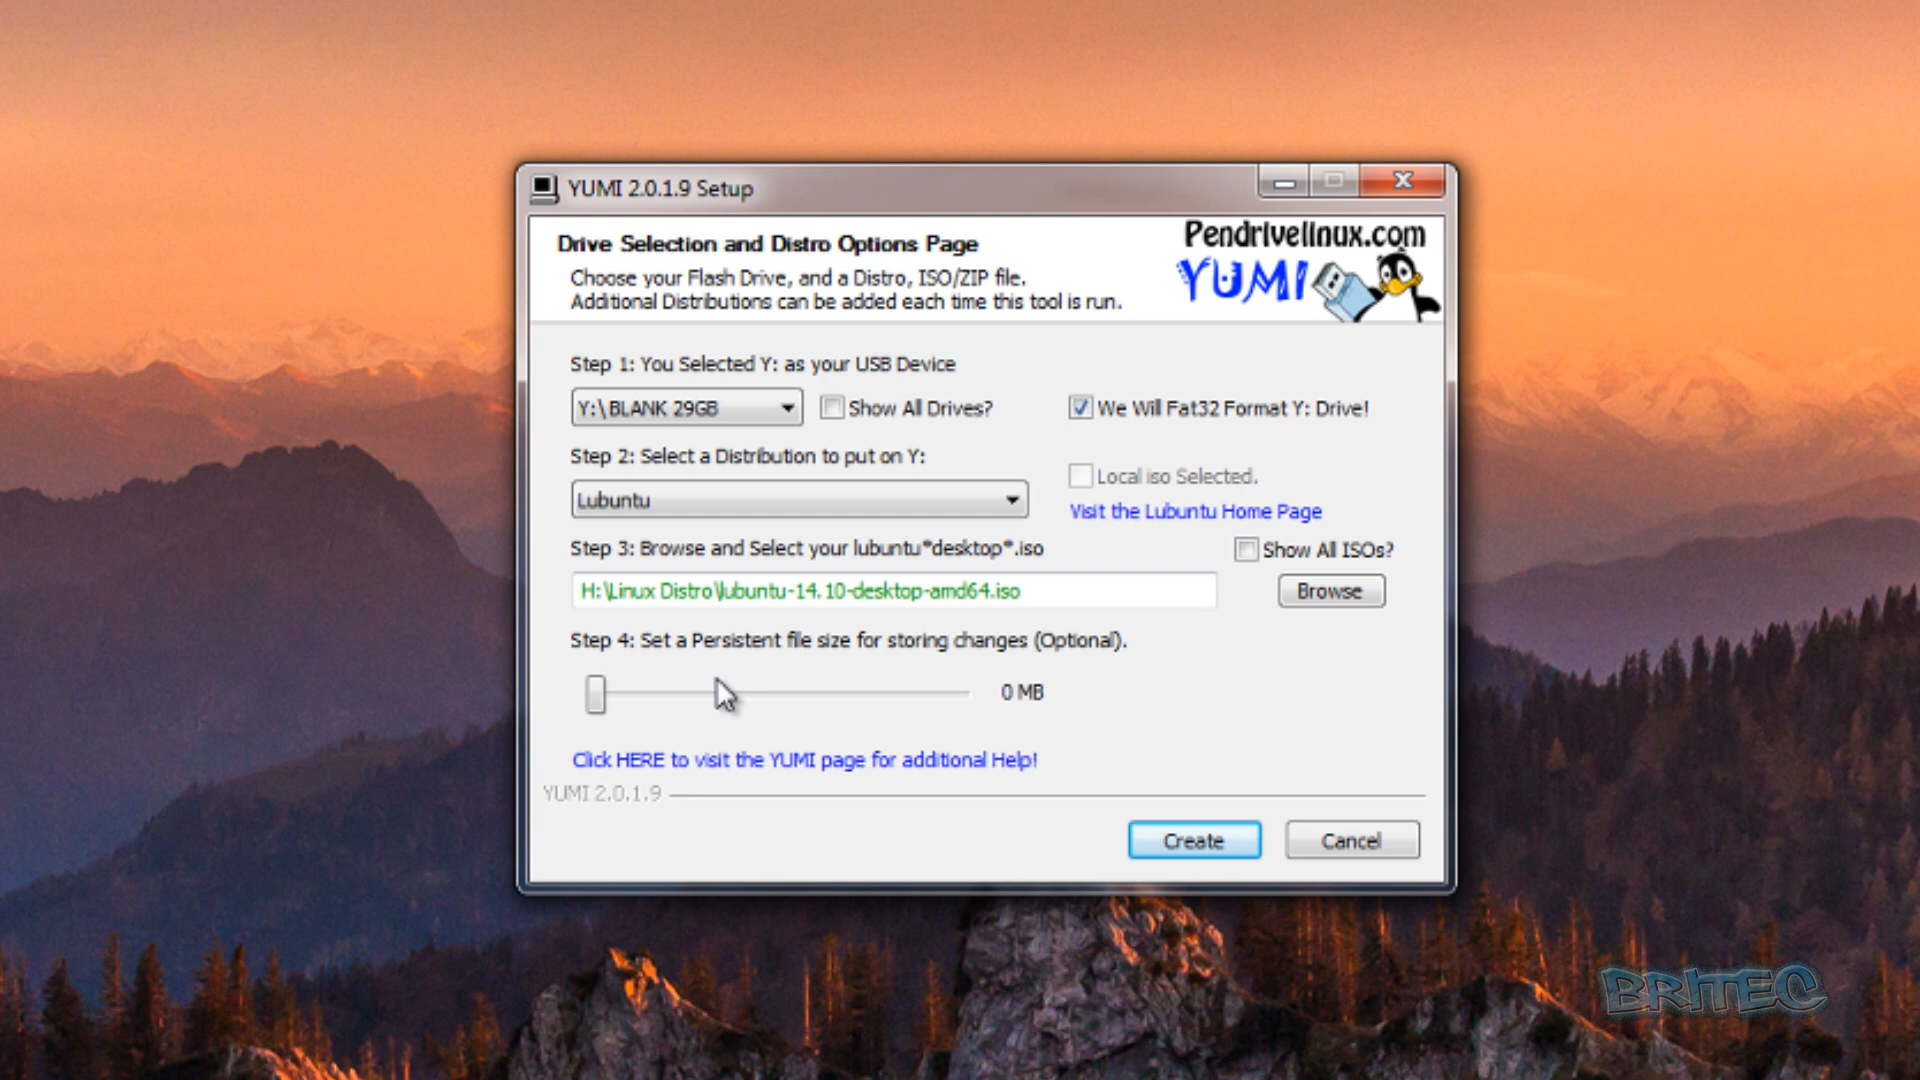 YUMI 2.0.1.9 Setup
Drive Selection and Distro Options Page
Choose your Flash Drive, and a Distro, ISO/ZIP file.
Additional Distributions can be added each time this tool is run.
Pendrivelinux.com
YUMI
Step 1: You Selected Y: as your USB Device
Y:\BLANK 29GB
Show All Drives?
We Will Fat32 Format Y: Drive!
Step 2: Select a Distribution to put on Y:
Local iso Selected.
Lubuntu
Visit the Lubuntu Home Page
Step 3: Browse and Select your lubuntu*desktop*.iso
Show All ISOs?
H:\Linux Distro\lubuntu-14.10-desktop-amd64.iso
Browse
Step 4: Set a Persistent file size for storing changes (Optional).
0 MB
Click HERE to visit the YUMI page for additional Help!
YUMI 2.0.1.9
Create
Cancel
BRITEC